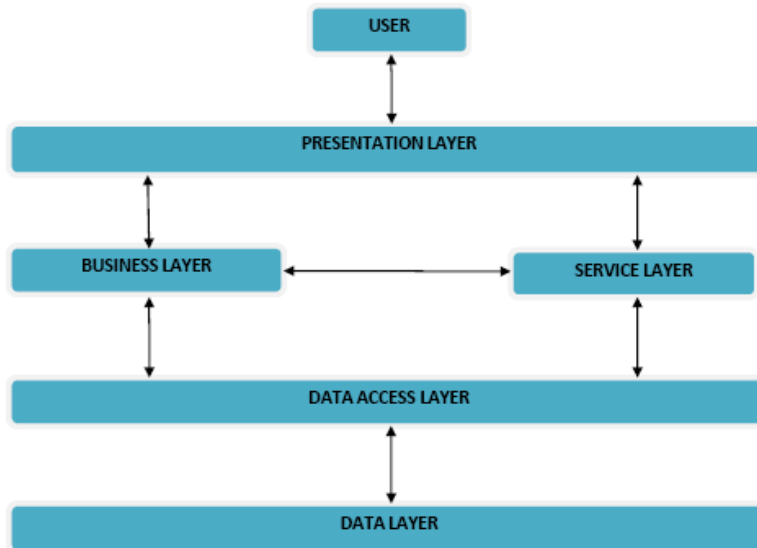 USER
PRESENTATION LAYER
BUSINESS LAYER
SERVICE LAYER
DATA ACCESS LAYER
DATA LAYER